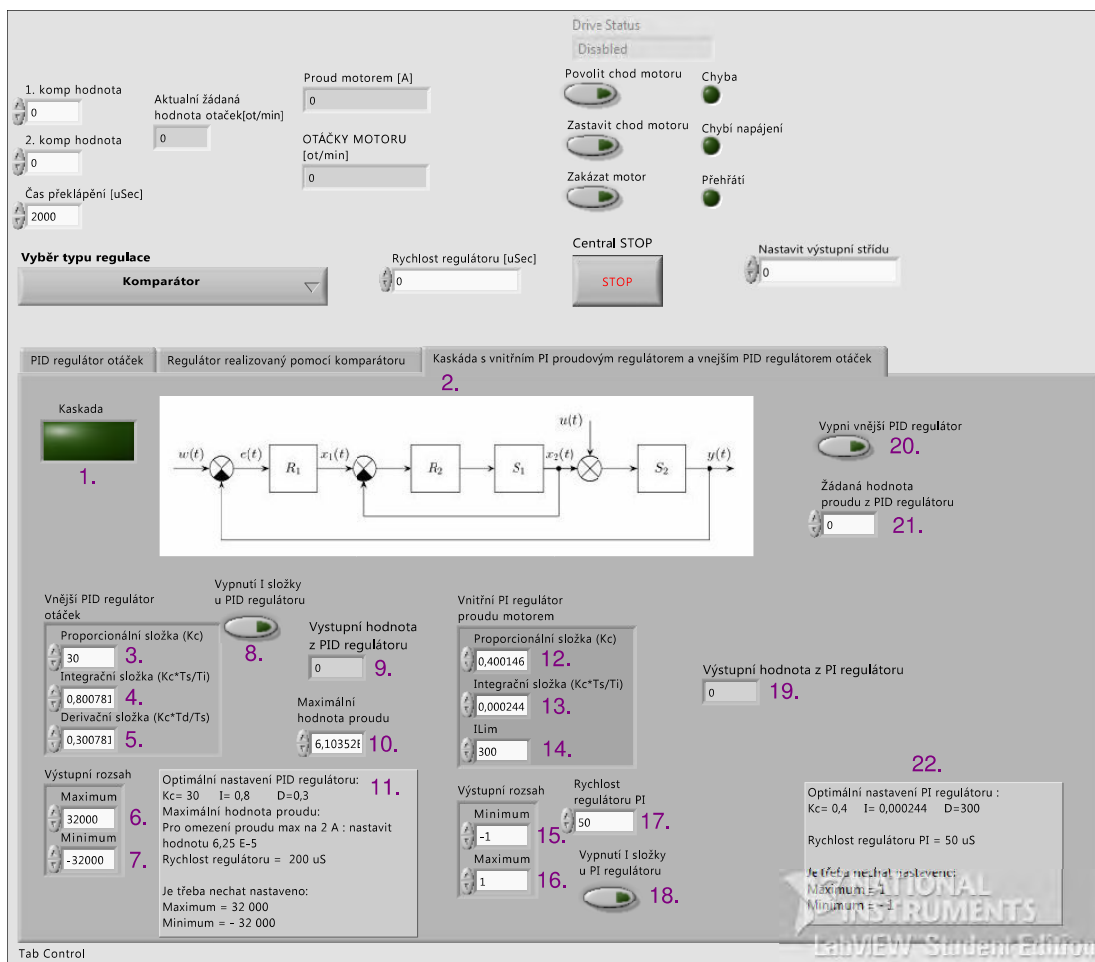 Drive Status
Disabled
1. komp hodnota
0
2. komp hodnota
0
Čas překlápění [uSec]
2000
Aktualní žádaná
hodnota otaček[ot/min]
0
Proud motorem [A]
0
OTÁČKY MOTORU
[ot/min]
0
Povolit chod motoru
Chyba
Zastavit chod motoru
Chybí napájení
Zakázat motor
Přehřátí
Vyběr typu regulace
Komparátor
Rychlost regulátoru [uSec]
0
Central STOP
STOP
Nastavit výstupní střídu
0
PID regulátor otáček
Regulátor realizovaný pomocí komparátoru
Kaskáda s vnitřním PI proudovým regulátorem a vnejším PID regulátorem otáček
2.
Kaskada
1.
w(t)
e(t)
R1
x1(t)
R2
S1
x2(t)
u(t)
S2
y(t)
Vypni vnější PID regulátor
20.
Žádaná hodnota
proudu z PID regulátoru
0
21.
Vnější PID regulátor
otáček
Proporcionální složka (Kc)
30
3.
Integrační složka (Kc*Ts/Ti)
0,800781
4.
Derivační složka (Kc*Td/Ts)
0,300781
5.
Vypnutí I složky
u PID regulátoru
8.
Vystupní hodnota
z PID regulátoru
0
9.
Maximální
hodnota proudu
6,10352E
10.
Výstupní rozsah
Maximum
32000
6.
Minimum
-32000
7.
Optimální nastavení PID regulátoru:
11.
Kc= 30 I= 0,8 D=0,3
Maximální hodnota proudu:
Pro omezení proudu max na 2 A : nastavit
hodnotu 6,25 E-5
Rychlost regulátoru = 200 uS
Je třeba nechat nastaveno:
Maximum = 32 000
Minimum = - 32 000
Vnitřní PI regulátor
proudu motorem
Proporcionální složka (Kc)
0,400146
12.
Integrační složka (Kc*Ts/Ti)
0,000244
13.
ILim
300
14.
Výstupní rozsah
Minimum
-1
15.
Maximum
1
16.
Rychlost
regulátoru PI
50
17.
Vypnutí I složky
u PI regulátoru
18.
Výstupní hodnota z PI regulátoru
0
19.
22.
Optimální nastavení PI regulátoru :
Kc= 0,4 I= 0,000244 D=300
Rychlost regulátoru PI = 50 uS
Je třeba nechat nastaveno:
Maximum = 1
Minimum = - 1
NATIONAL
INSTRUMENTS
LabVIEW Student Edition
Tab Control